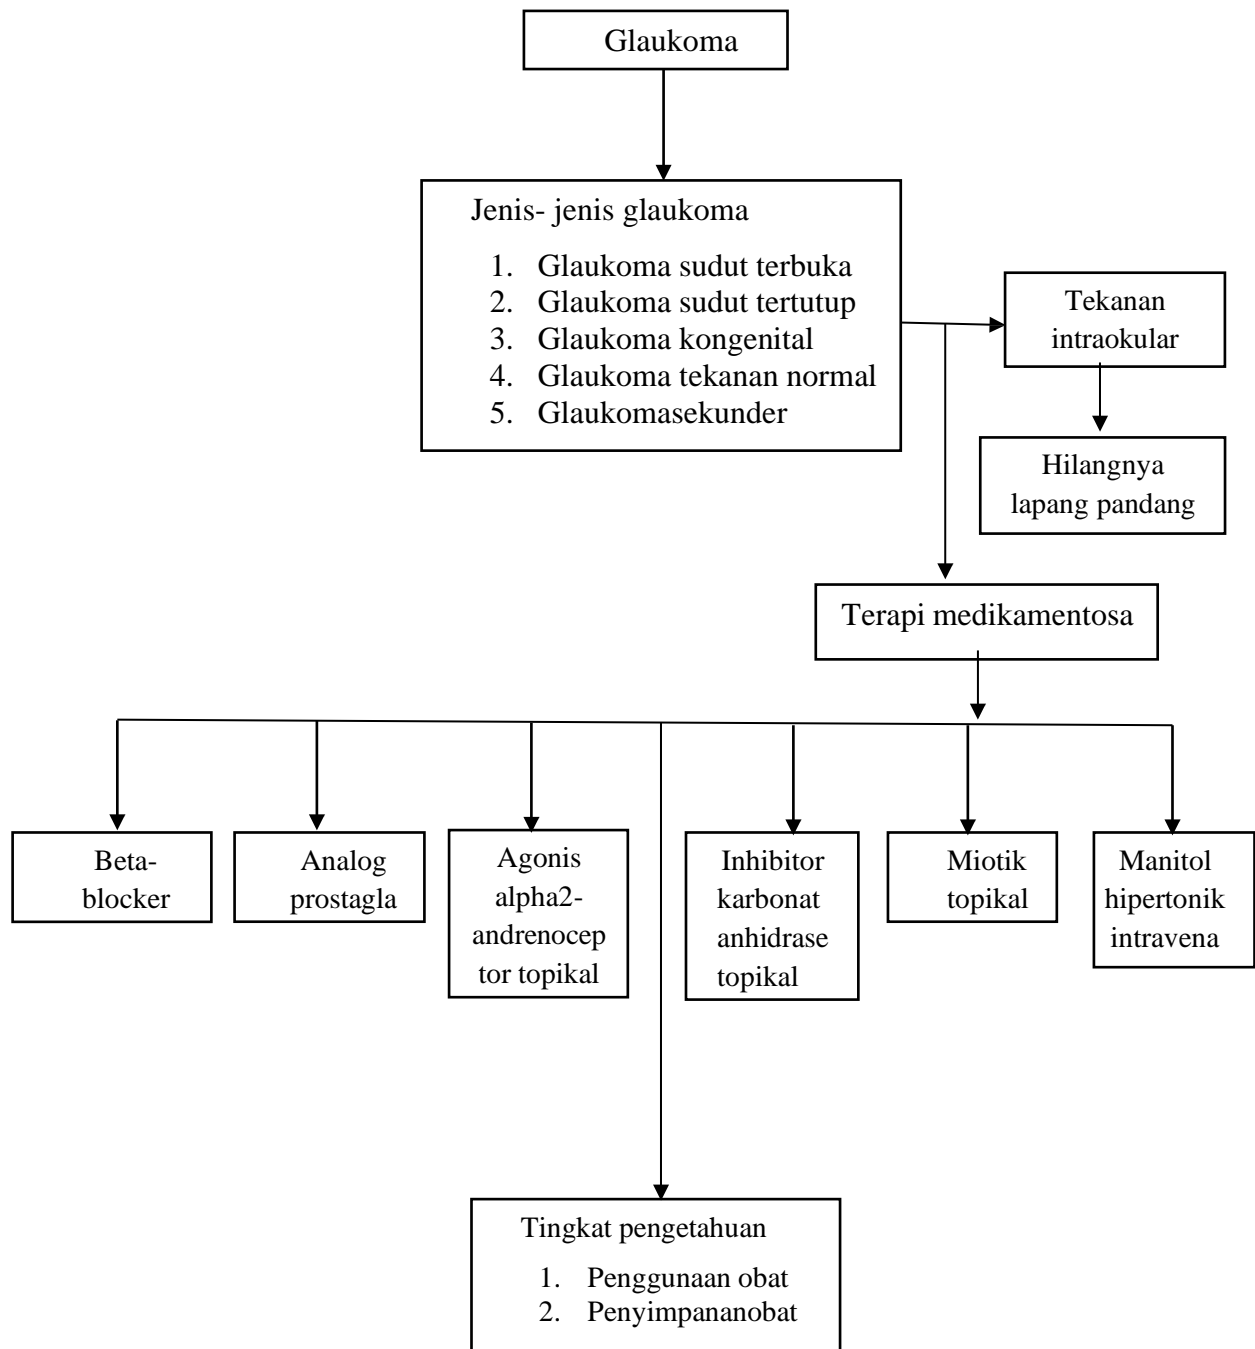 Glaukoma
Jenis- jenis glaukoma
1. Glaukoma sudut terbuka
2. Glaukoma sudut tertutup
3. Glaukoma kongenital
4. Glaukoma tekanan normal
5. Glaukomasekunder
Tekanan
intraokular
Hilangnya
lapang pandang
Terapi medikamentosa
Beta-
blocker
Analog
prostagla
Agonis
alpha2-
andrenocep
tor topikal
Inhibitor
karbonat
anhidrase
topikal
Miotik
topikal
Manitol
hipertonik
intravena
Tingkat pengetahuan
1. Penggunaan obat
2. Penyimpananobat